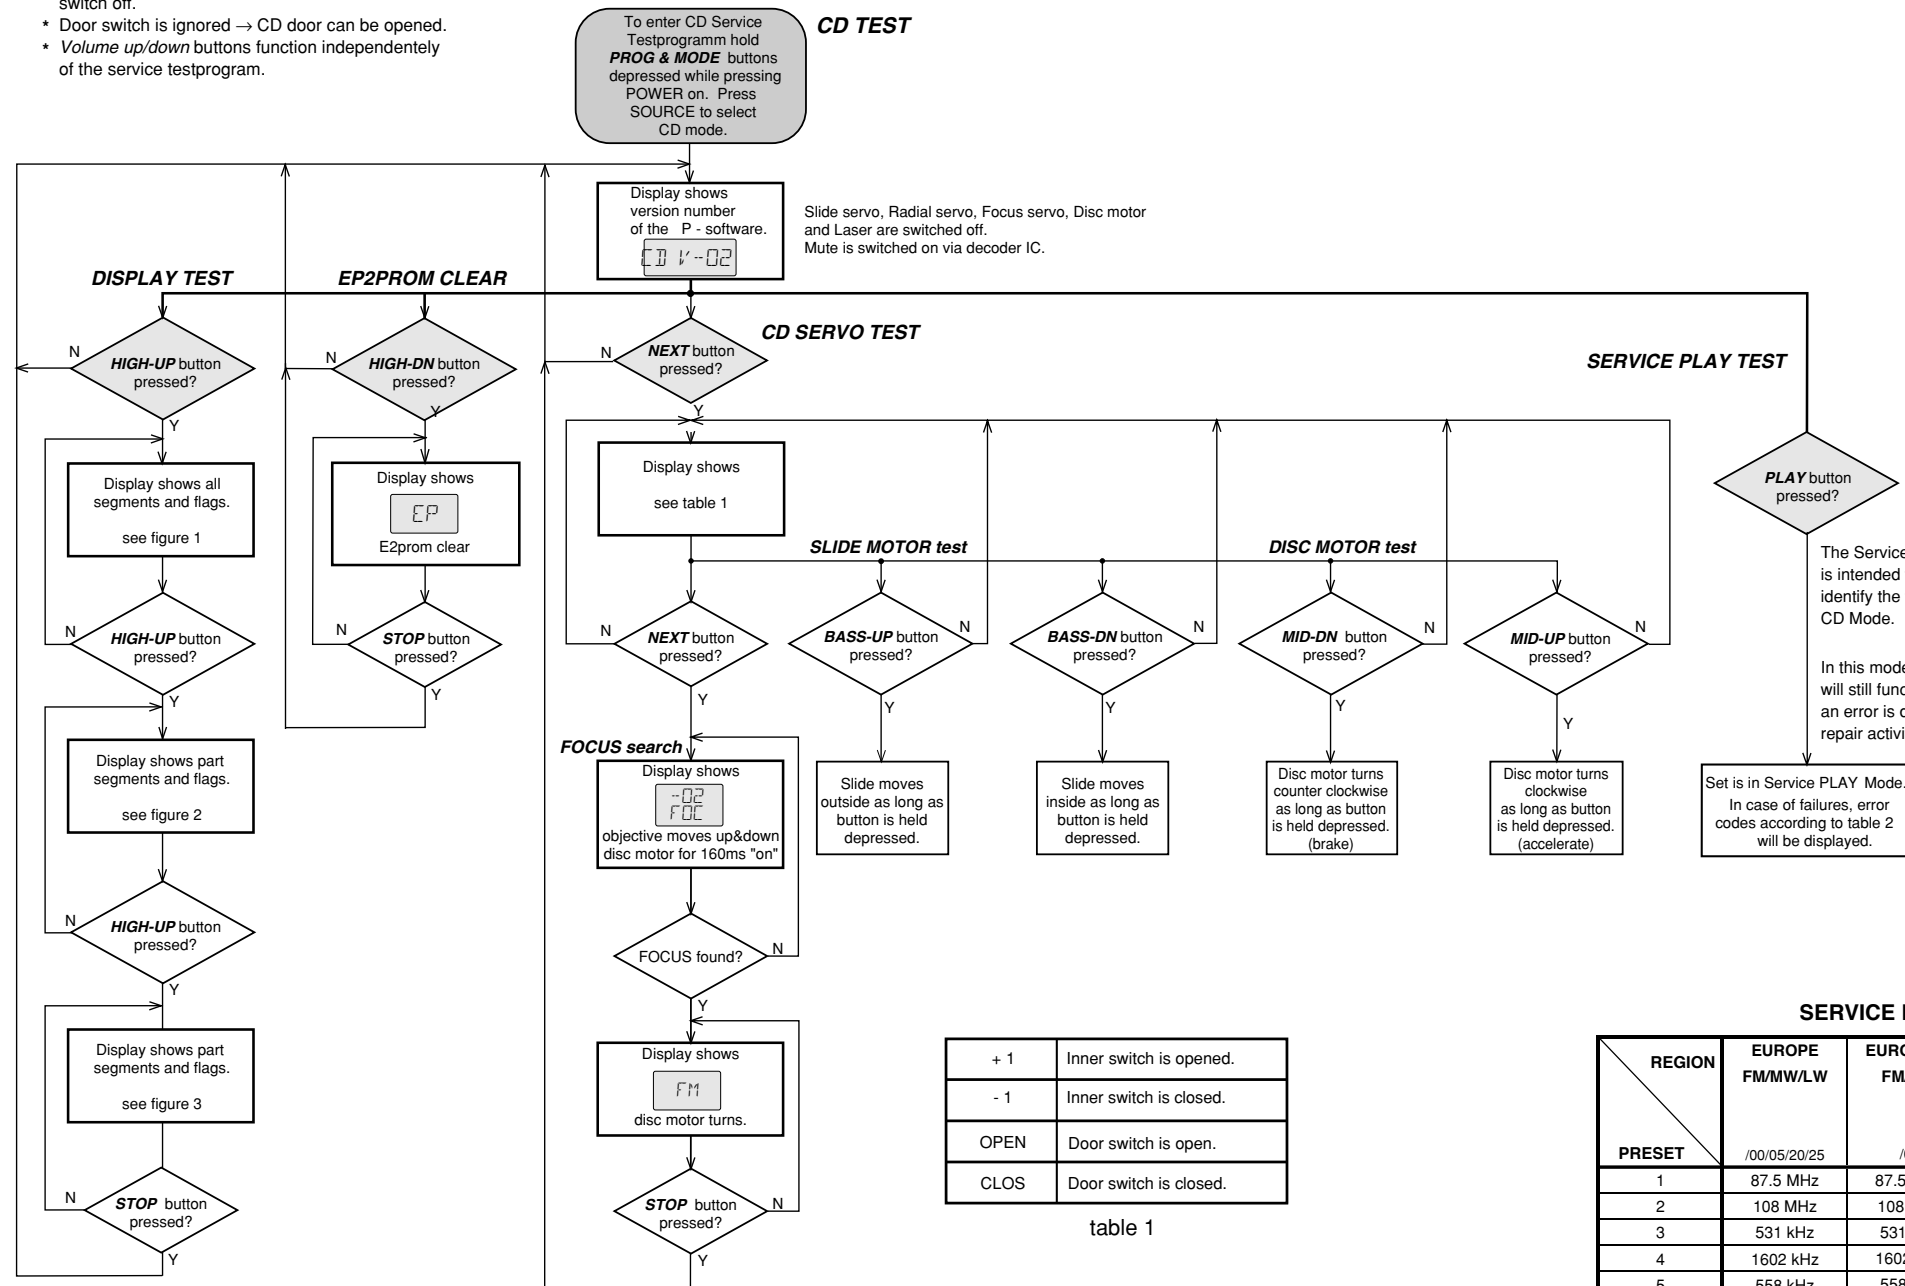 switch off.
* Door switch is ignored → CD door can be opened.
* Volume up/down buttons function independentely
of the service testprogram.
To enter CD Service
Testprogramm hold
PROG & MODE buttons
depressed while pressing
POWER on. Press
SOURCE to select
CD mode.
CD TEST
Display shows
version number
of the P - software.
CD V--02
Slide servo, Radial servo, Focus servo, Disc motor
and Laser are switched off.
Mute is switched on via decoder IC.
DISPLAY TEST
HIGH-UP button
pressed?
N
Y
Display shows all
segments and flags.
see figure 1
HIGH-UP button
pressed?
N
Y
Display shows part
segments and flags.
see figure 2
HIGH-UP button
pressed?
N
Y
Display shows part
segments and flags.
see figure 3
STOP button
pressed?
N
Y
EP2PROM CLEAR
HIGH-DN button
pressed?
N
Y
Display shows
EP
E2prom clear
STOP button
pressed?
N
Y
CD SERVO TEST
NEXT button
pressed?
N
Y
Display shows
see table 1
NEXT button
pressed?
N
Y
FOCUS search
Display shows
--02
FOC
objective moves up&down
disc motor for 160ms "on"
FOCUS found?
N
Y
Display shows
FM
disc motor turns.
STOP button
pressed?
N
Y
SLIDE MOTOR test
BASS-UP button
pressed?
N
Y
Slide moves
outside as long as
button is held
depressed.
BASS-DN button
pressed?
N
Y
Slide moves
inside as long as
button is held
depressed.
DISC MOTOR test
MID-DN button
pressed?
N
Y
Disc motor turns
counter clockwise
as long as button
is held depressed.
(brake)
MID-UP button
pressed?
N
Y
Disc motor turns
clockwise
as long as button
is held depressed.
(accelerate)
SERVICE PLAY TEST
PLAY button
pressed?
The Service
is intended
identify the
CD Mode.
In this mode
will still func
an error is
repair activi
Set is in Service PLAY Mode.
In case of failures, error
codes according to table 2
will be displayed.
+ 1 Inner switch is opened.
- 1 Inner switch is closed.
OPEN Door switch is open.
CLOS Door switch is closed.
table 1
SERVICE
REGION EUROPE EURO
FM/MW/LW FM
PRESET /00/05/20/25
1 87.5 MHz 87.5
2 108 MHz 108
3 531 kHz 531
4 1602 kHz 1602
5 558 kHz 558